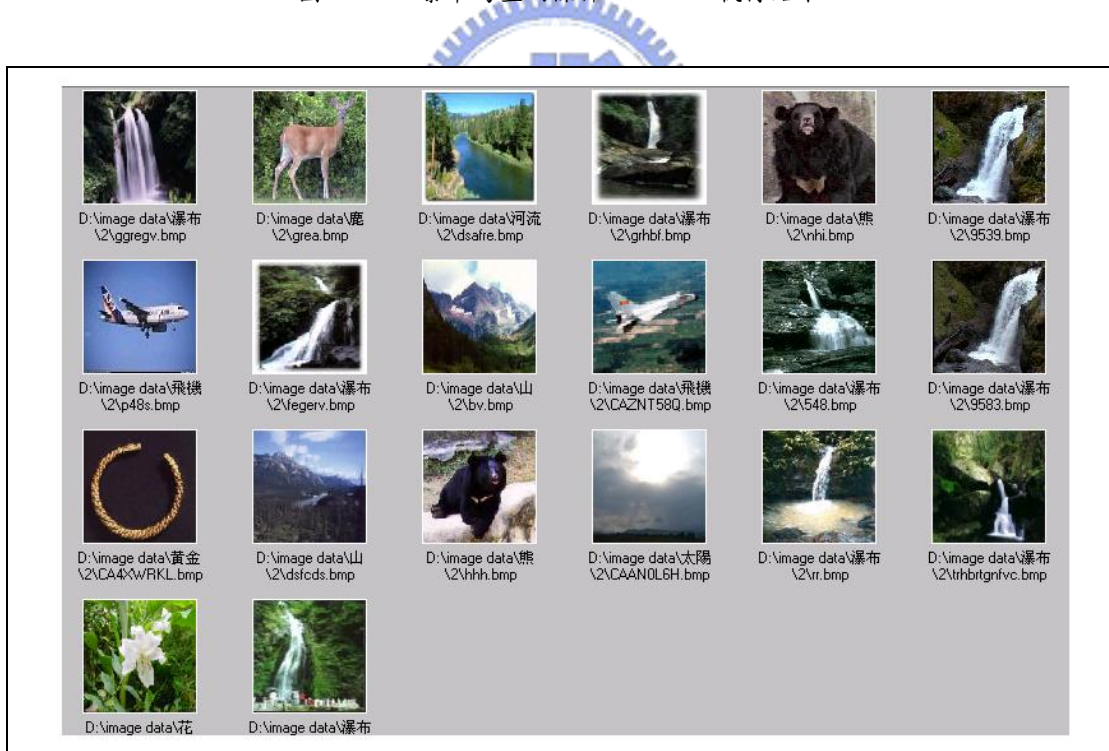 D:\image data\瀑布
\2\ggregv.bmp
D:\image data\鹿
\2\grea.bmp
D:\image data\河流
\2\dsafre.bmp
D:\image data\瀑布
\2\grhbf.bmp
D:\image data\熊
\2\nhi.bmp
D:\image data\瀑布
\2\9539.bmp
D:\image data\飛機
\2\p48s.bmp
D:\image data\瀑布
\2\fegerv.bmp
D:\image data\山
\2\bv.bmp
D:\image data\飛機
\2\CAZNT58Q.bmp
D:\image data\瀑布
\2\548.bmp
D:\image data\瀑布
\2\9583.bmp
D:\image data\黃金
\2\CA4XWRKL.bmp
D:\image data\山
\2\dsfcds.bmp
D:\image data\熊
\2\hhh.bmp
D:\image data\太陽
\2\CAAN0L6H.bmp
D:\image data\瀑布
\2\rr.bmp
D:\image data\瀑布
\2\trhbrtgnfvc.bmp
D:\image data\花
D:\image data\瀑布